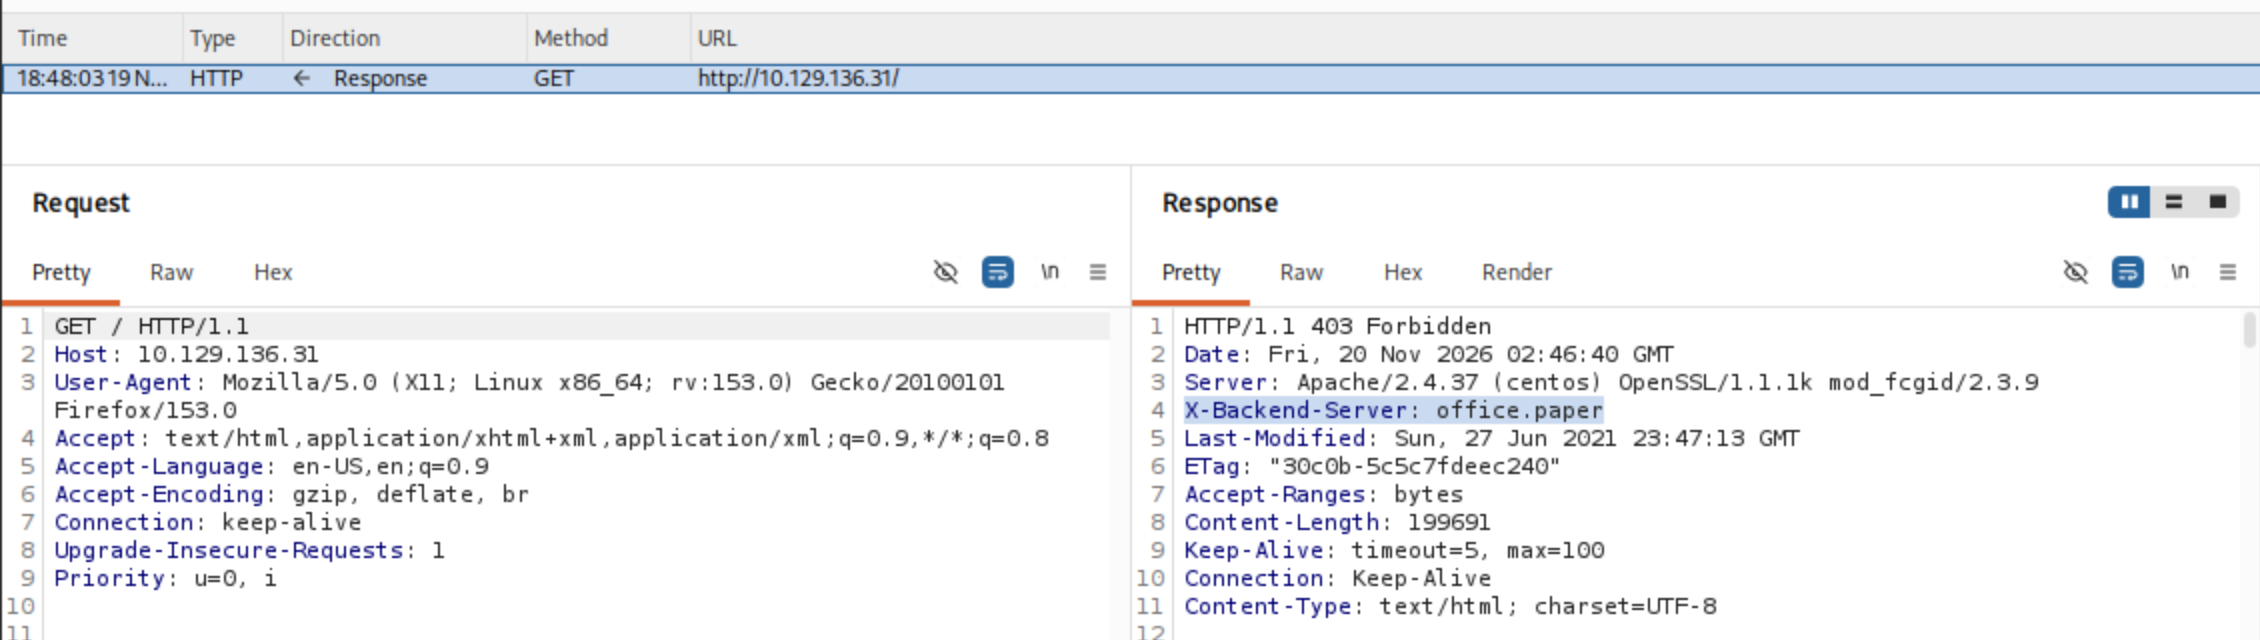 Time Type Direction Method URL
18:48:03 19 N... HTTP ← Response GET http://10.129.136.31/
Request
Response
Pretty Raw Hex \n
Pretty Raw Hex Render \n
1 GET / HTTP/1.1
2 Host: 10.129.136.31
3 User-Agent: Mozilla/5.0 (X11; Linux x86_64; rv:153.0) Gecko/20100101
Firefox/153.0
4 Accept: text/html,application/xhtml+xml,application/xml;q=0.9,*/*;q=0.8
5 Accept-Language: en-US,en;q=0.9
6 Accept-Encoding: gzip, deflate, br
7 Connection: keep-alive
8 Upgrade-Insecure-Requests: 1
9 Priority: u=0, i
10
11
1 HTTP/1.1 403 Forbidden
2 Date: Fri, 20 Nov 2026 02:46:40 GMT
3 Server: Apache/2.4.37 (centos) OpenSSL/1.1.1k mod_fcgid/2.3.9
4 X-Backend-Server: office.paper
5 Last-Modified: Sun, 27 Jun 2021 23:47:13 GMT
6 ETag: "30c0b-5c5c7fdeec240"
7 Accept-Ranges: bytes
8 Content-Length: 199691
9 Keep-Alive: timeout=5, max=100
10 Connection: Keep-Alive
11 Content-Type: text/html; charset=UTF-8
12